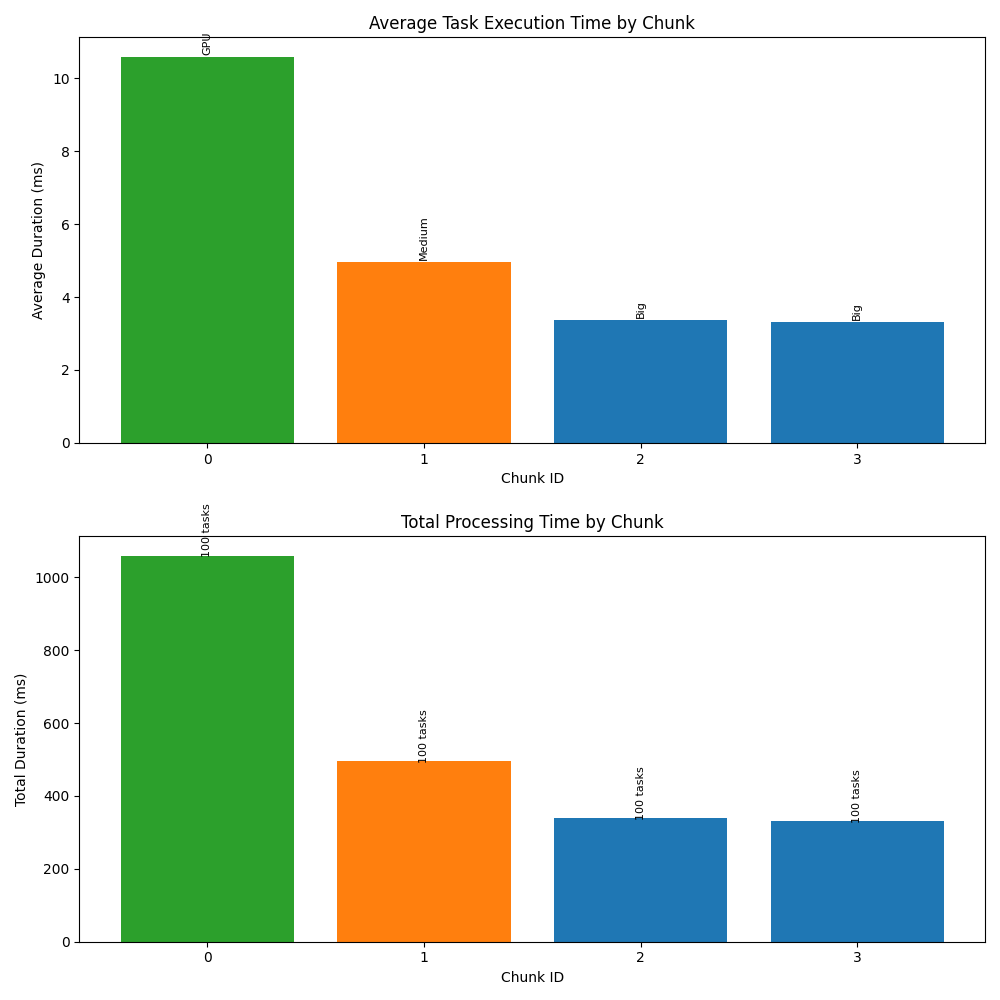 Average Task Execution Time by Chunk
Average Duration (ms)
10
8
6
4
2
0
GPU
Medium
Big
Big
0 1 2 3
Chunk ID
Total Processing Time by Chunk
Total Duration (ms)
1000
800
600
400
200
0
100 tasks
100 tasks
100 tasks
100 tasks
0 1 2 3
Chunk ID